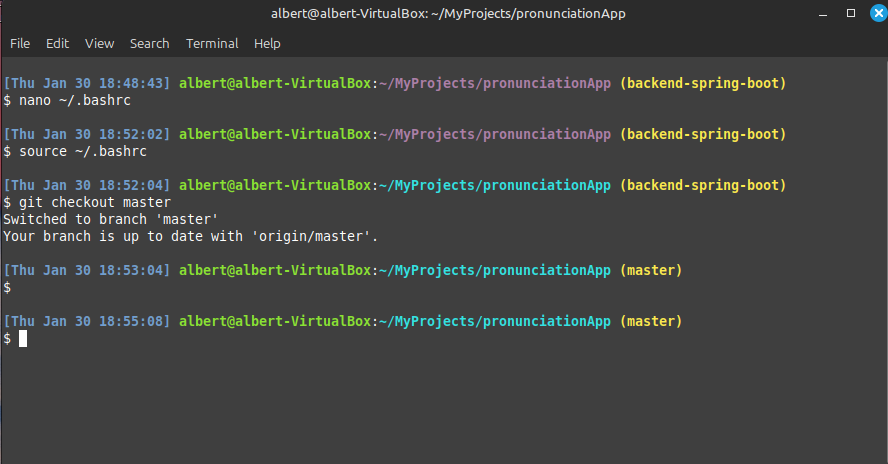 albert@albert-VirtualBox: ~/MyProjects/pronunciationApp
File Edit View Search Terminal Help
[Thu Jan 30 18:48:43] albert@albert-VirtualBox:~/MyProjects/pronunciationApp (backend-spring-boot)
$ nano ~/.bashrc
[Thu Jan 30 18:52:02] albert@albert-VirtualBox:~/MyProjects/pronunciationApp (backend-spring-boot)
$ source ~/.bashrc
[Thu Jan 30 18:52:04] albert@albert-VirtualBox:~/MyProjects/pronunciationApp (backend-spring-boot)
$ git checkout master
Switched to branch 'master'
Your branch is up to date with 'origin/master'.
[Thu Jan 30 18:53:04] albert@albert-VirtualBox:~/MyProjects/pronunciationApp (master)
$
[Thu Jan 30 18:55:08] albert@albert-VirtualBox:~/MyProjects/pronunciationApp (master)
$